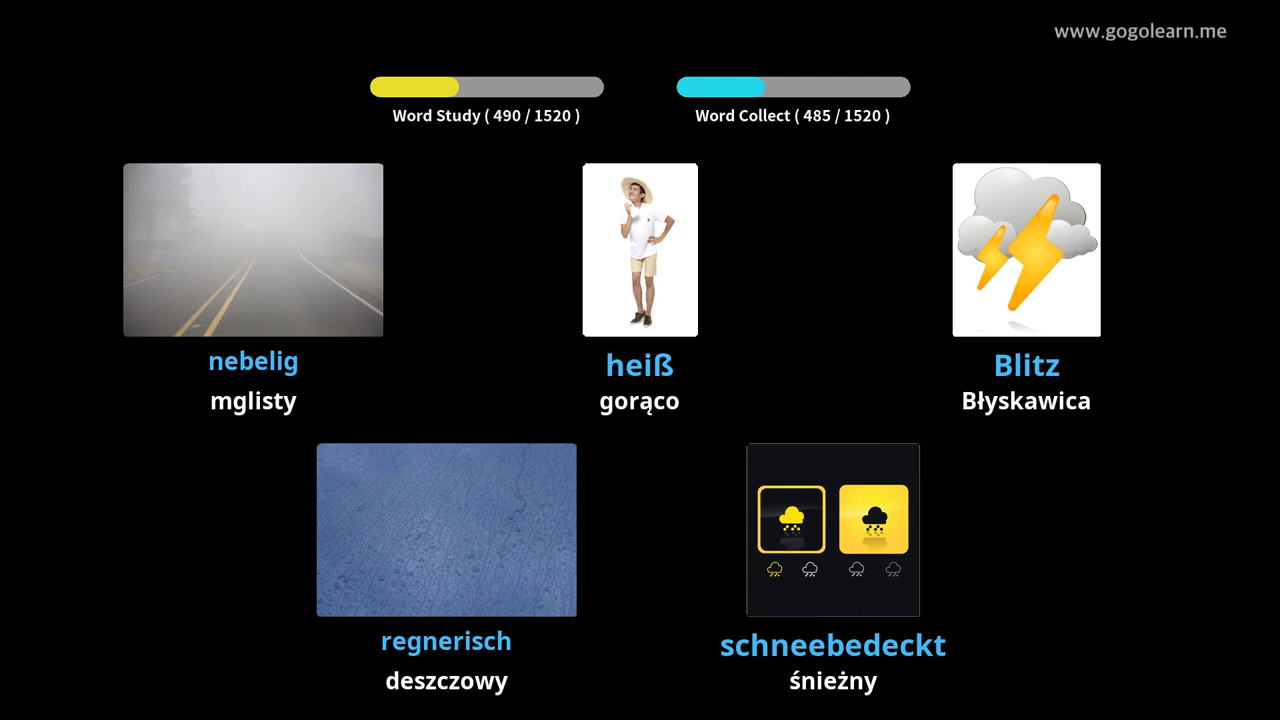 www.gogolearn.me
Word Study ( 490 / 1520 )
Word Collect ( 485 / 1520 )
nebelig
mglisty
heiß
gorąco
Blitz
Błyskawica
regnerisch
deszczowy
schneebedeckt
śnieżny